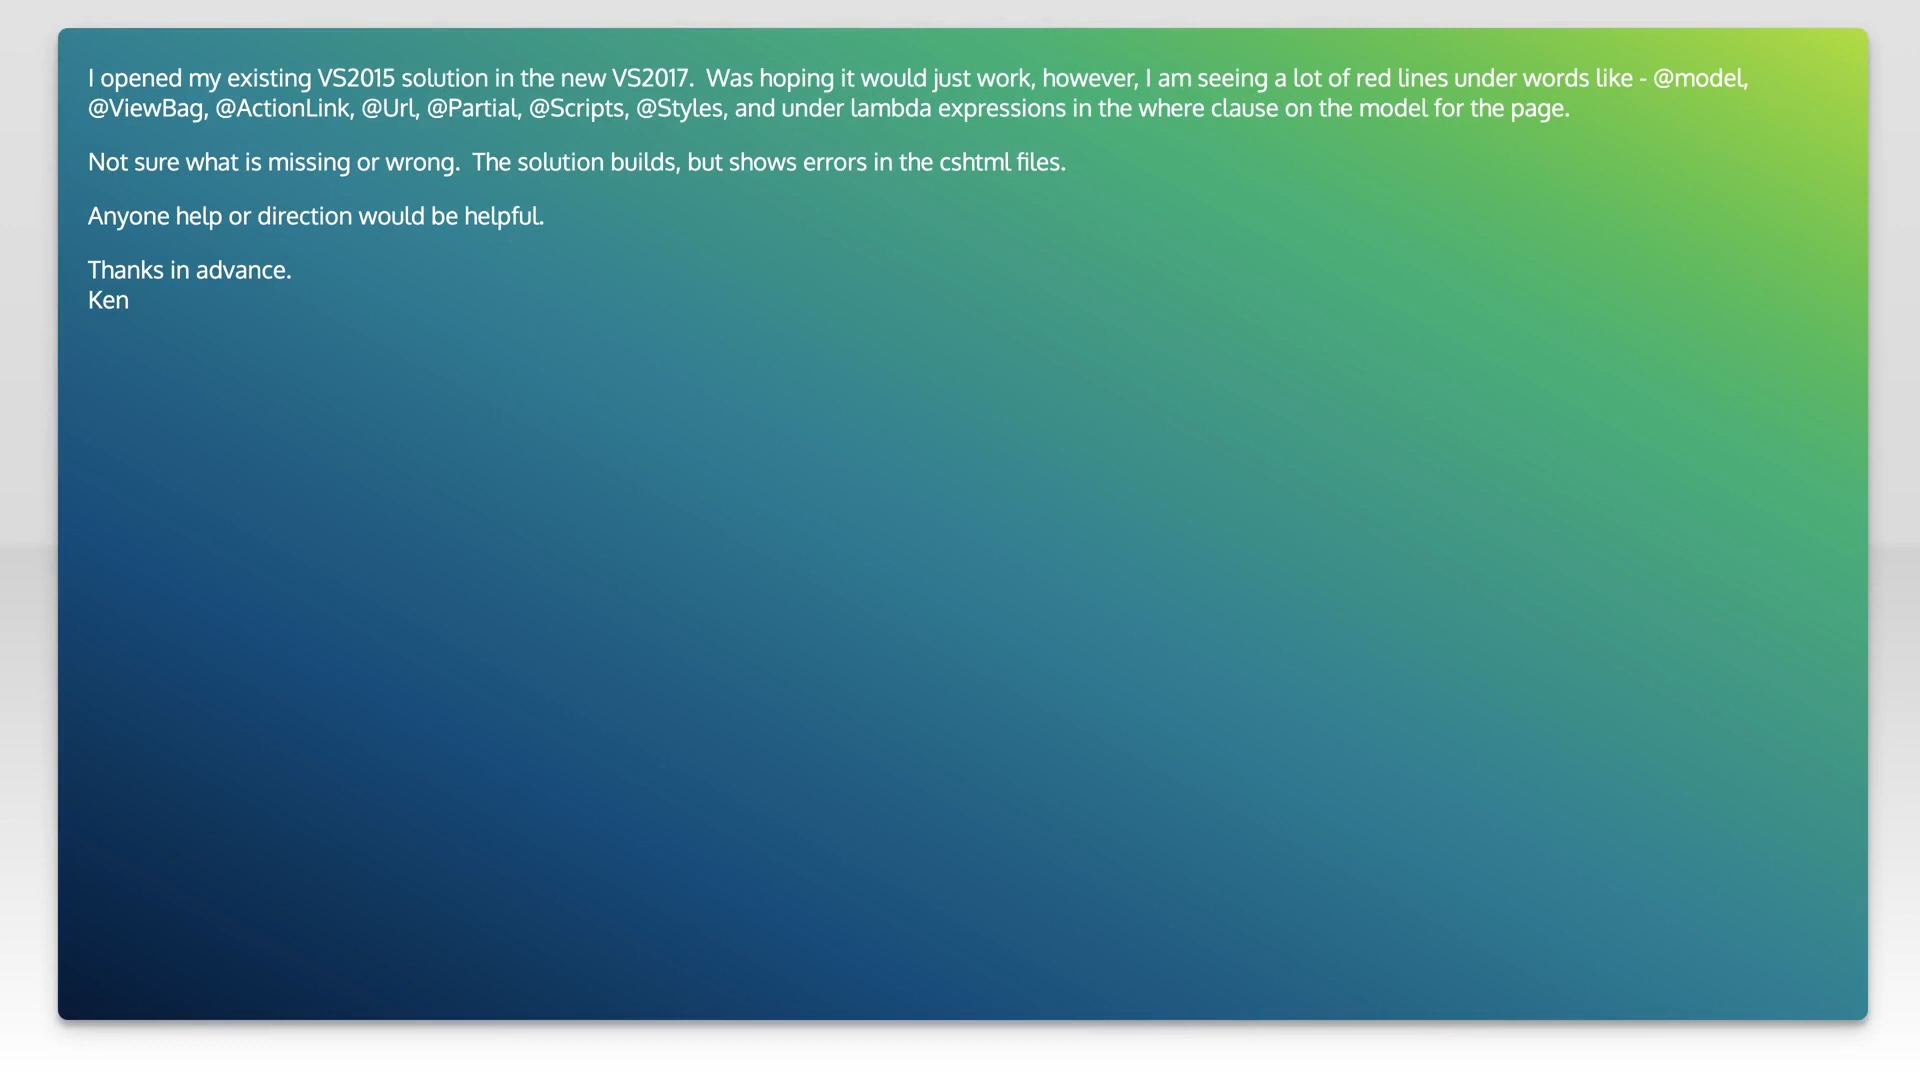 I opened my existing VS2015 solution in the new VS2017.  Was hoping it would just work, however, I am seeing a lot of red lines under words like - @model,
@ViewBag, @ActionLink, @Url, @Partial, @Scripts, @Styles, and under lambda expressions in the where clause on the model for the page.
Not sure what is missing or wrong.  The solution builds, but shows errors in the cshtml files.
Anyone help or direction would be helpful.
Thanks in advance.
Ken